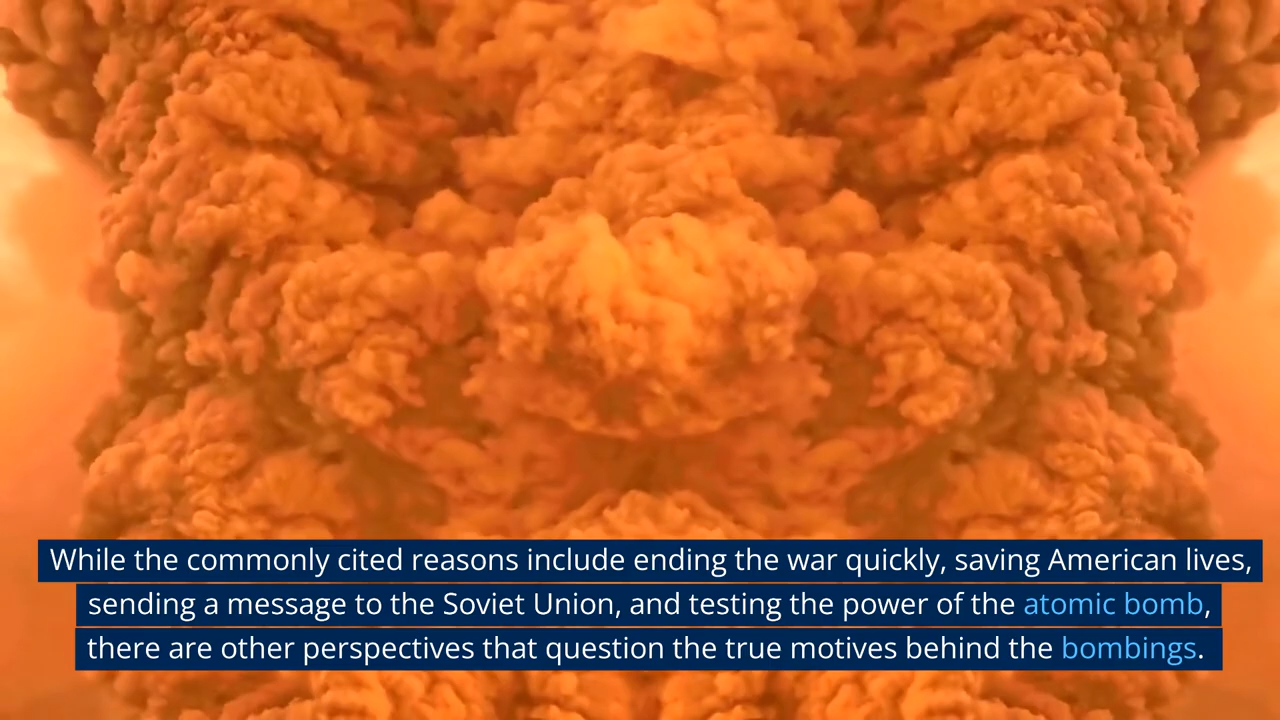 While the commonly cited reasons include ending the war quickly, saving American lives,
sending a message to the Soviet Union, and testing the power of the atomic bomb,
there are other perspectives that question the true motives behind the bombings.